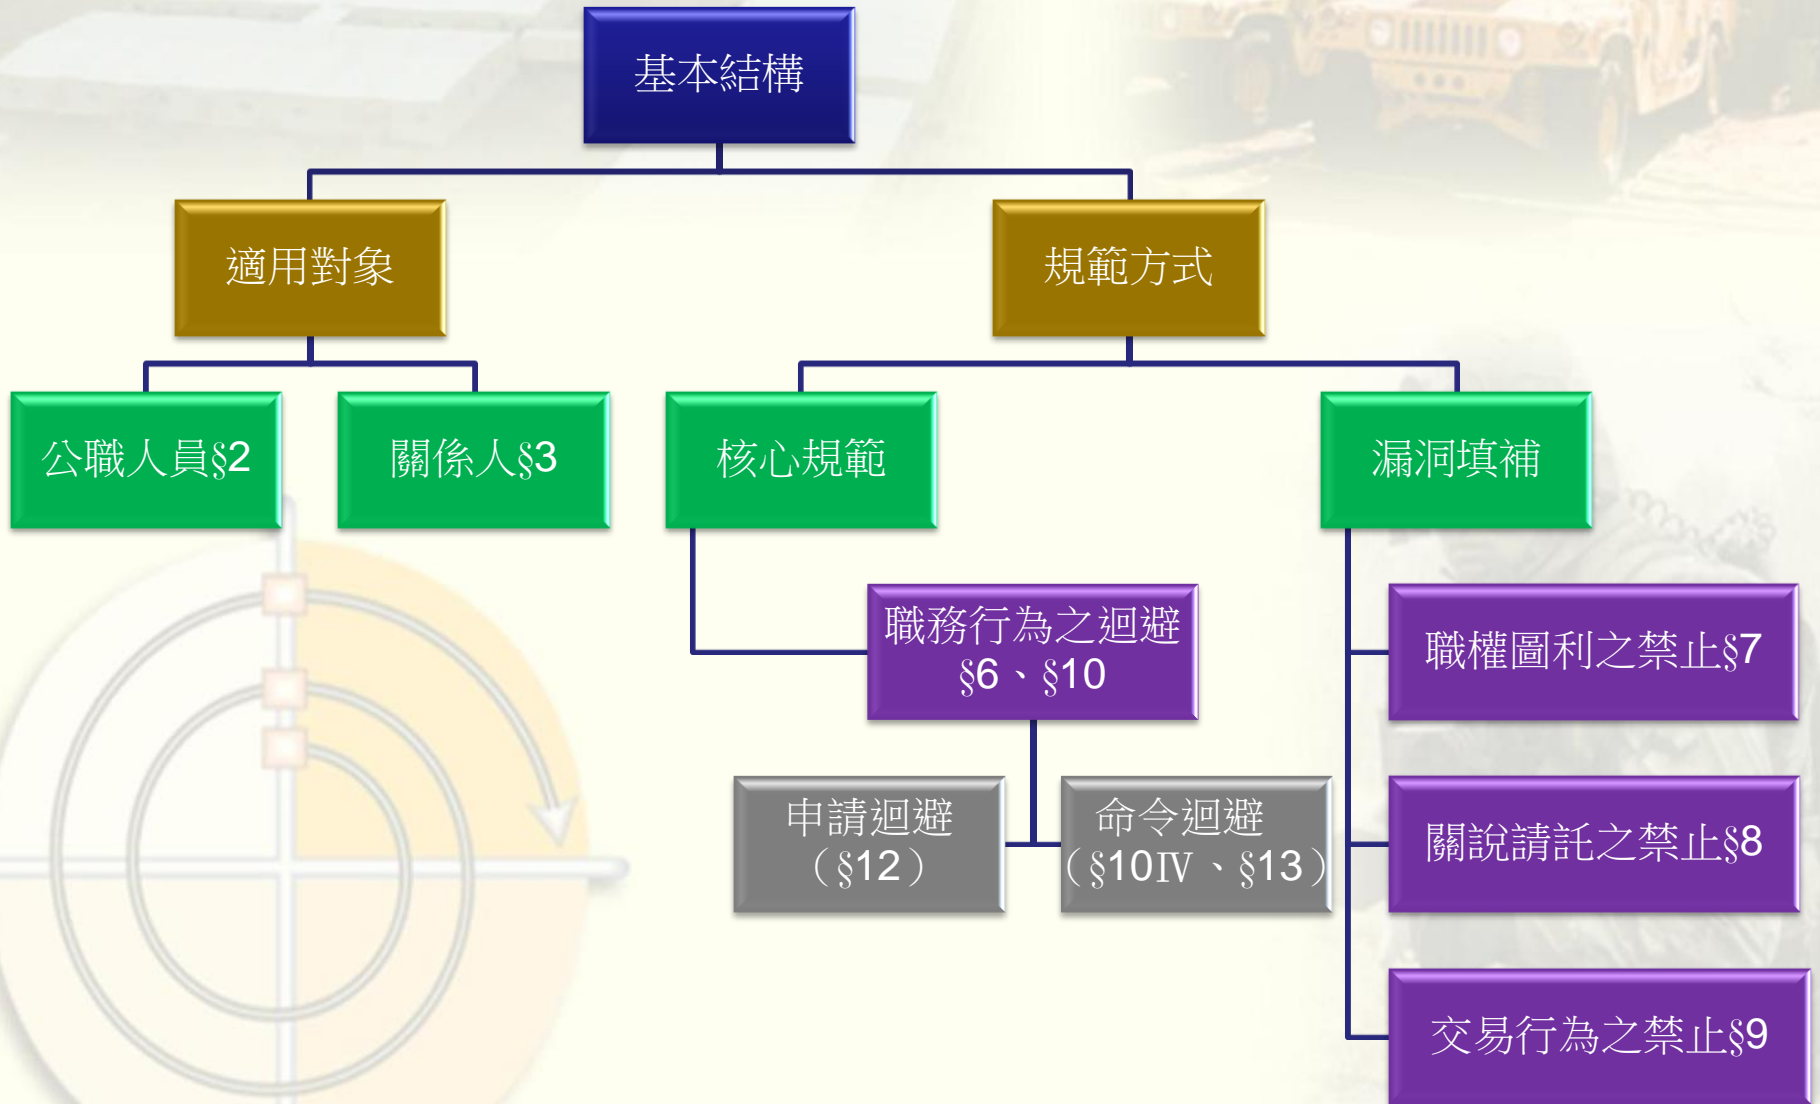 基本結構
適用對象
規範方式
公職人員§2
關係人§3
核心規範
漏洞填補
職務行為之迴避
§6、§10
申請迴避
（§12）
命令迴避
（§10Ⅳ、§13）
職權圖利之禁止§7
關說請託之禁止§8
交易行為之禁止§9